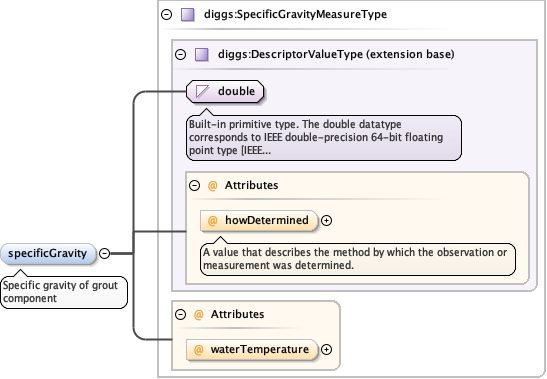 diggs:SpecificGravityMeasureType
diggs:DescriptorValueType (extension base)
double
Built-in primitive type. The double datatype
corresponds to IEEE double-precision 64-bit floating
point type [IEEE...
@ Attributes
@ howDetermined
A value that describes the method by which the observation or
measurement was determined.
specificGravity
Specific gravity of grout
component
@ Attributes
@ waterTemperature